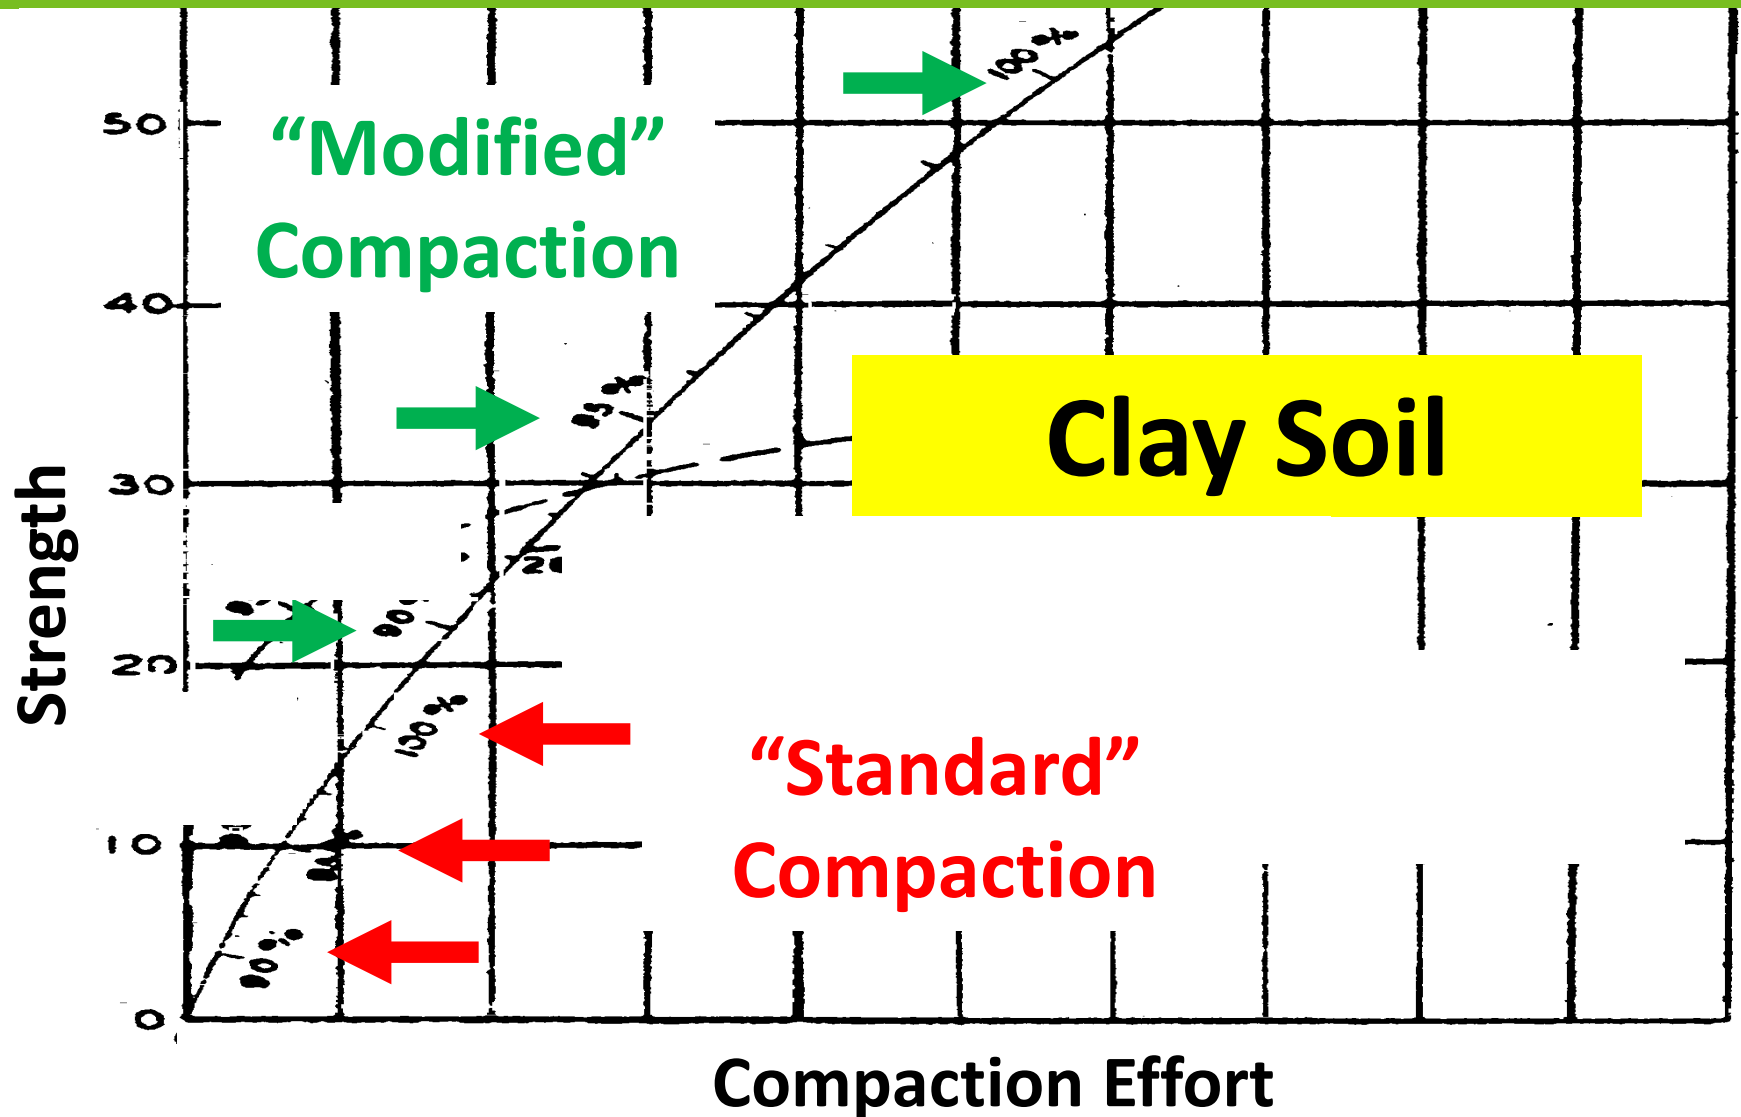 100%
50
“Modified”
Compaction
40
95%
Clay Soil
30
Strength
90
20
100%
“Standard”
Compaction
10
90%
0
Compaction Effort